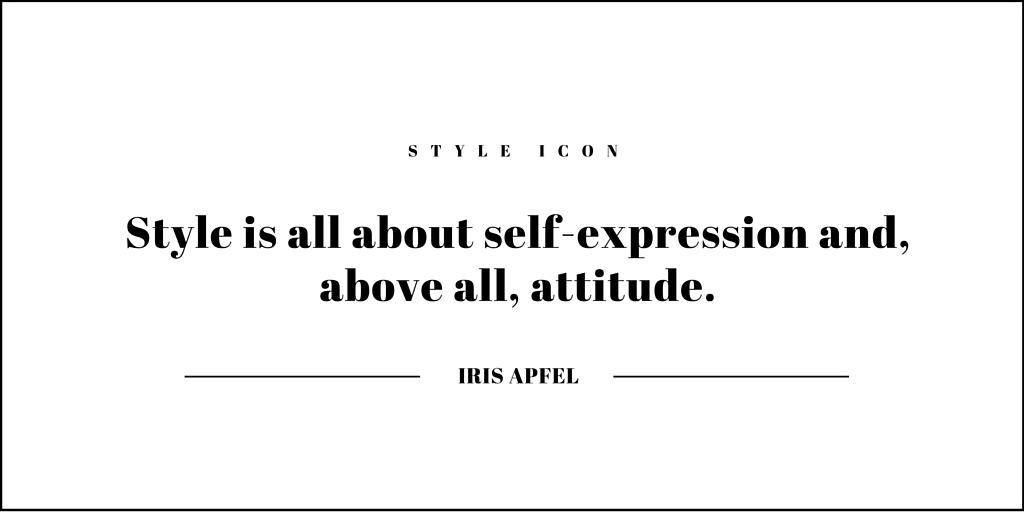 STYLE ICON
Style is all about self-expression and,
above all, attitude.
IRIS APFEL